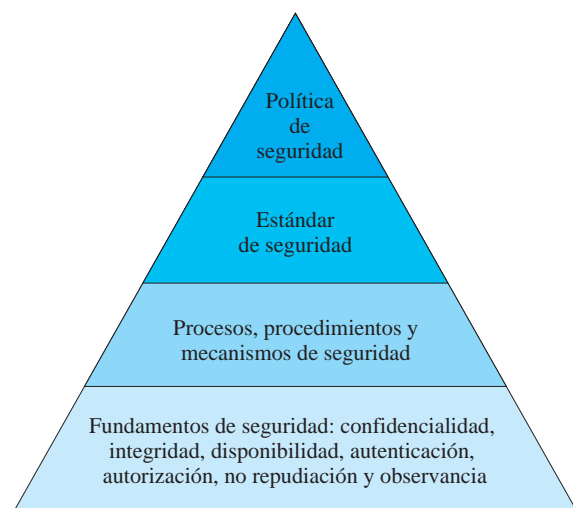 Política
de
seguridad
Estándar
de seguridad
Procesos, procedimientos y
mecanismos de seguridad
Fundamentos de seguridad: confidencialidad,
integridad, disponibilidad, autenticación,
autorización, no repudiación y observancia